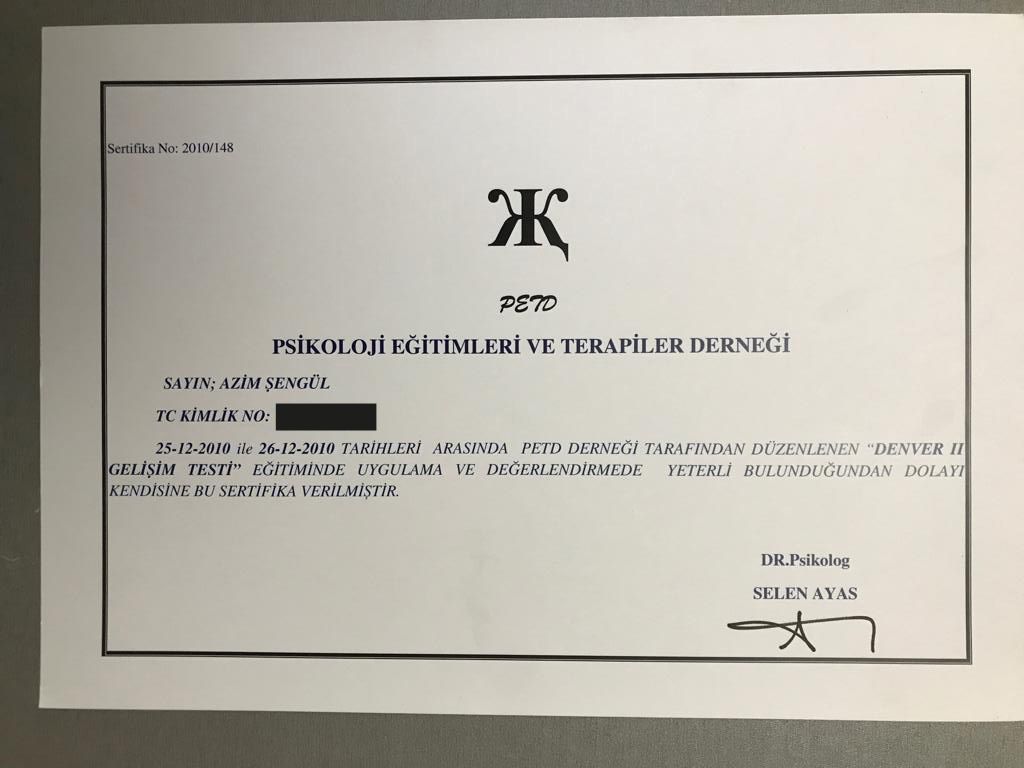 Sertifika No: 2010/148
PETD
PSİKOLOJİ EĞİTİMLERİ VE TERAPİLER DERNEĞİ
SAYIN; AZİM ŞENGÜL
TC KİMLİK NO:
25-12-2010 ile 26-12-2010 TARİHLERİ ARASINDA PETD DERNEĞİ TARAFINDAN DÜZENLENEN “DENVER II
GELİŞİM TESTİ” EĞİTİMİNDE UYGULAMA VE DEĞERLENDİRMEDE YETERLİ BULUNDUĞUNDAN DOLAYI
KENDİSİNE BU SERTİFİKA VERİLMİŞTİR.
DR.Psikolog
SELEN AYAS